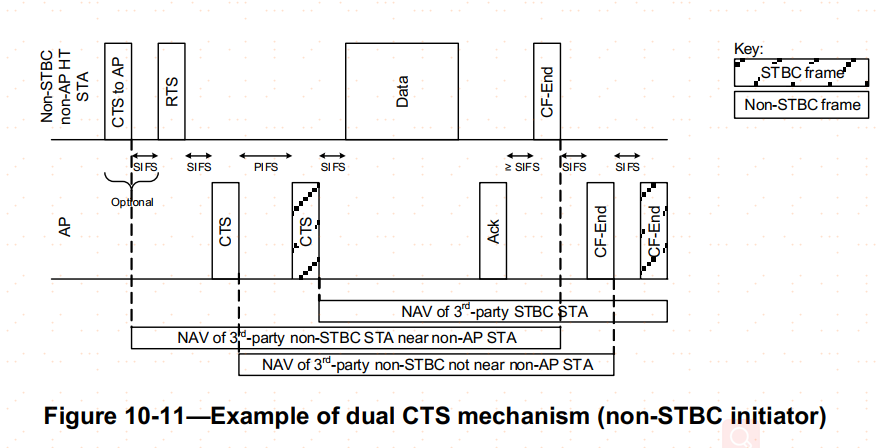 Non-STBC
non-AP HT
STA
CTS to AP
RTS
Data
CF-End
Key:
STBC frame
Non-STBC frame
SIFS
SIFS
PIFS
SIFS
≥ SIFS
SIFS
SIFS
Optional
AP
CTS
CTS
Ack
CF-End
CF-End
NAV of 3rd-party STBC STA
NAV of 3rd-party non-STBC STA near non-AP STA
NAV of 3rd-party non-STBC not near non-AP STA
Figure 10-11—Example of dual CTS mechanism (non-STBC initiator)